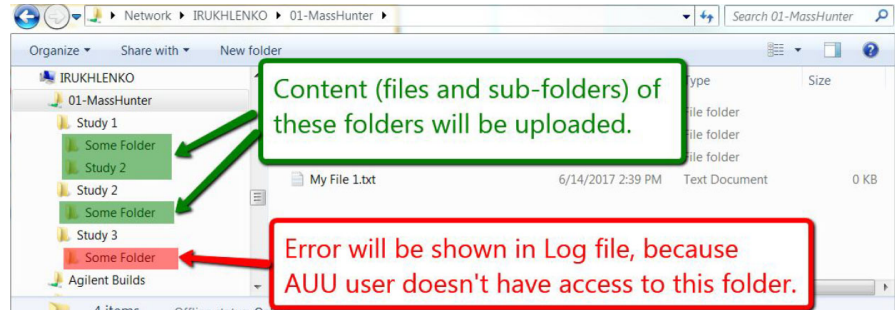 Network ▸ IRUKHLENKO ▸ 01-MassHunter ▸
Search 01-MassHunter
Organize ▾ Share with ▾ New folder
IRUKHLENKO
01-MassHunter
Study 1
Some Folder
Study 2
Study 2
Some Folder
Study 3
Some Folder
Agilent Builds
Content (files and sub-folders) of
these folders will be uploaded.
Type Size
File folder
File folder
File folder
My File 1.txt 6/14/2017 2:39 PM Text Document 0 KB
Error will be shown in Log file, because
AUU user doesn't have access to this folder.
4 items